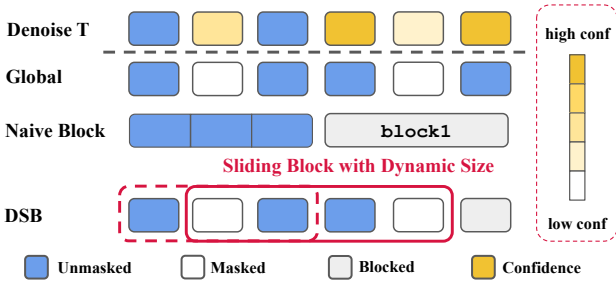 Denoise T
high conf
Global
Naive Block
block1
Sliding Block with Dynamic Size
DSB
low conf
Unmasked
Masked
Blocked
Confidence